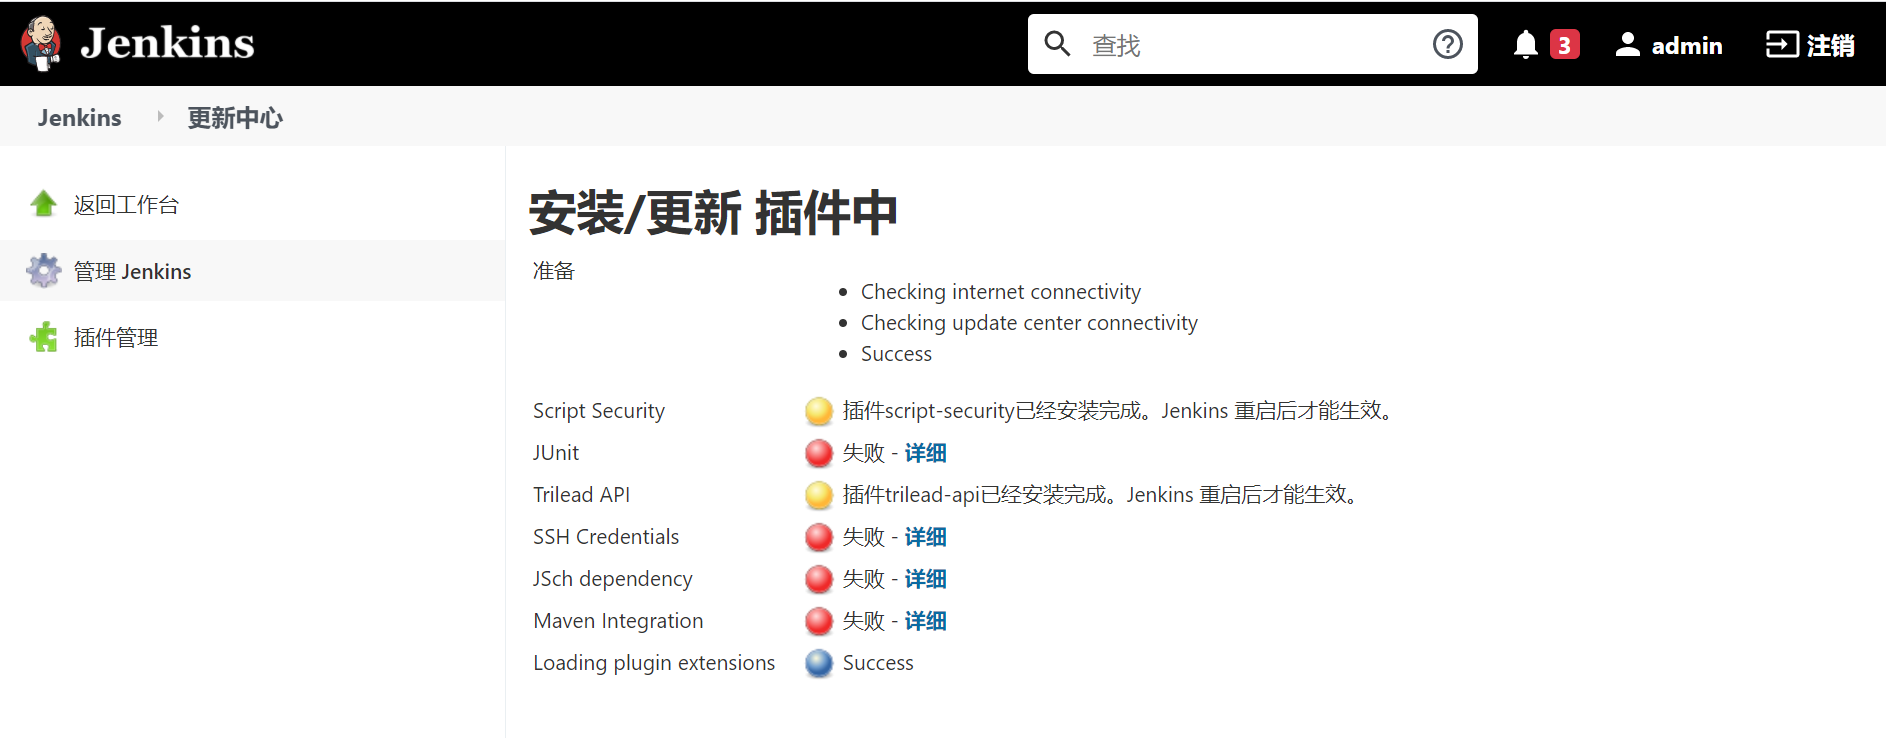 Jenkins
查找
3
admin
注销
Jenkins
更新中心
返回工作台
管理 Jenkins
插件管理
安装/更新 插件中
准备
Checking internet connectivity
Checking update center connectivity
Success
Script Security 插件script-security已经安装完成。Jenkins 重启后才能生效。
JUnit 失败 - 详细
Trilead API 插件trilead-api已经安装完成。Jenkins 重启后才能生效。
SSH Credentials 失败 - 详细
JSch dependency 失败 - 详细
Maven Integration 失败 - 详细
Loading plugin extensions Success